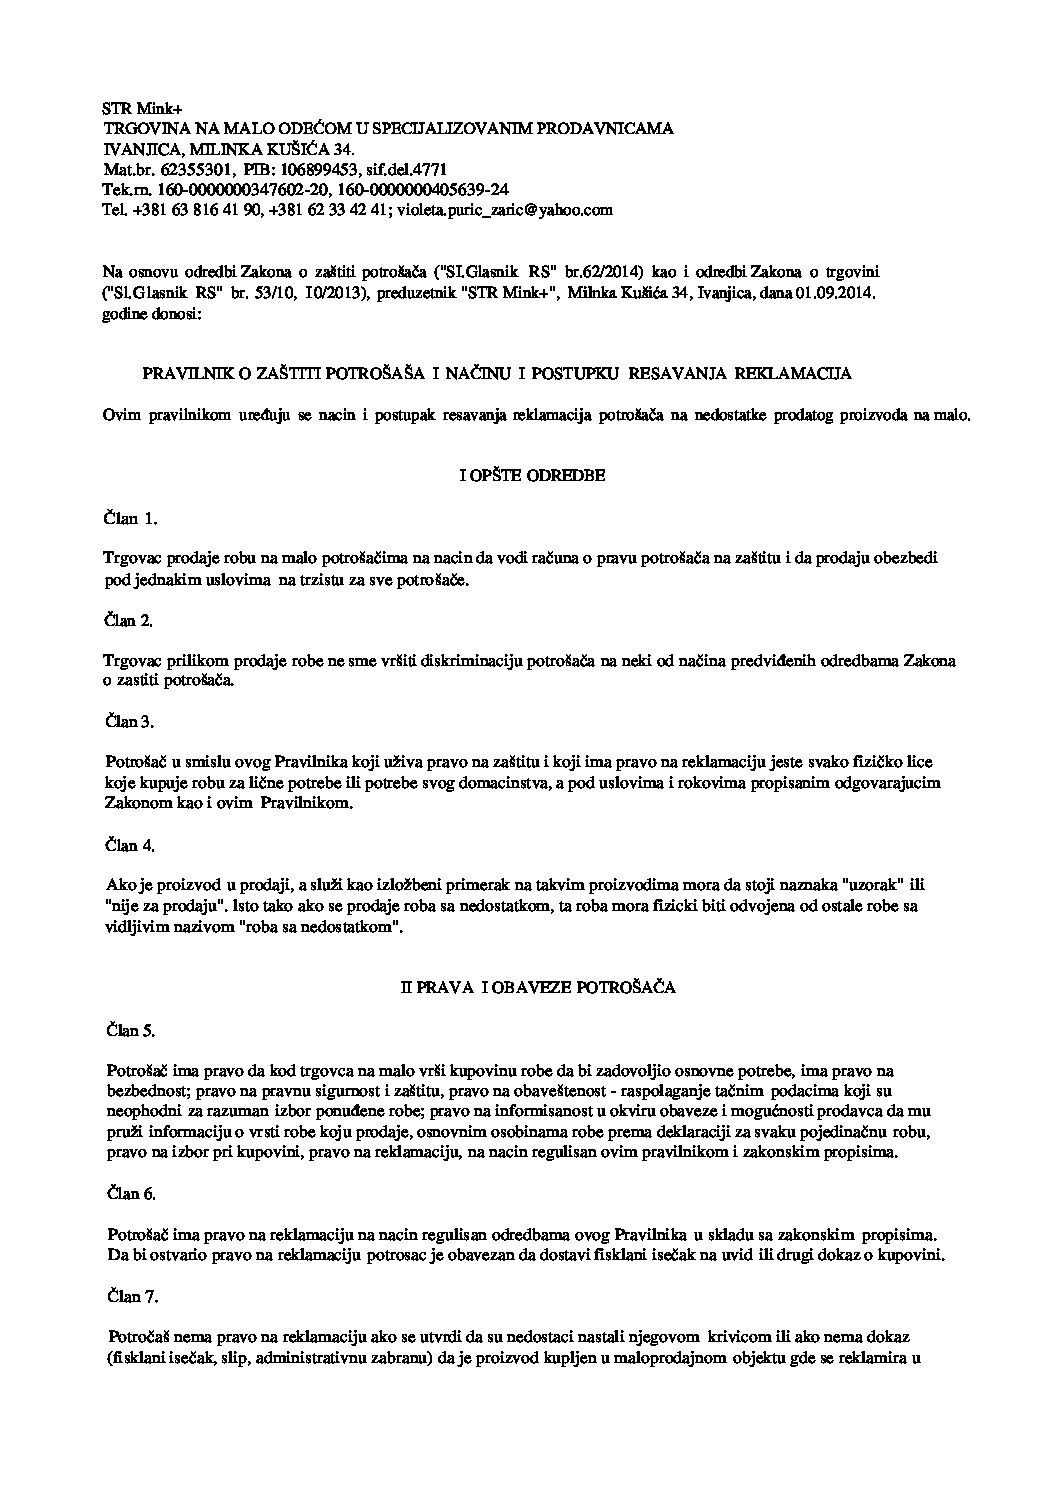 STR Mink+
TRGOVINA NA MALO ODEĆOM U SPECIJALIZOVANIM PRODAVNICAMA
IVANJICA, MILINKA KUŠIĆA 34.
Mat.br. 62355301, PIB: 106899453, sif.del.4771
Tek.rn. 160-0000000347602-20, 160-0000000405639-24
Tel. +381 63 816 41 90, +381 62 33 42 41; violeta.puric_zaric@yahoo.com
Na osnovu odredbi Zakona o zaštiti potrošača ("SI.Glasnik RS" br.62/2014) kao i odredbi Zakona o trgovini
("Sl.Glasnik RS" br. 53/10, I0/2013), preduzetnik "STR Mink+", Milnka Kušića 34, Ivanjica, dana 01.09.2014.
godine donosi:
PRAVILNIK O ZAŠTITI POTROŠAŠA I NAČINU I POSTUPKU RESAVANJA REKLAMACIJA
Ovim pravilnikom uređuju se nacin i postupak resavanja reklamacija potrošača na nedostatke prodatog proizvoda na malo.
I OPŠTE ODREDBE
Član 1.
Trgovac prodaje robu na malo potrošačima na nacin da vodi računa o pravu potrošača na zaštitu i da prodaju obezbedi
pod jednakim uslovima na trzistu za sve potrošače.
Član 2.
Trgovac prilikom prodaje robe ne sme vršiti diskriminaciju potrošača na neki od načina predviđenih odredbama Zakona
o zastiti potrošača.
Član 3.
Potrošač u smislu ovog Pravilnika koji uživa pravo na zaštitu i koji ima pravo na reklamaciju jeste svako fizičko lice
koje kupuje robu za lične potrebe ili potrebe svog domacinstva, a pod uslovima i rokovima propisanim odgovarajucim
Zakonom kao i ovim Pravilnikom.
Član 4.
Ako je proizvod u prodaji, a služi kao izložbeni primerak na takvim proizvodima mora da stoji naznaka "uzorak" ili
"nije za prodaju". Isto tako ako se prodaje roba sa nedostatkom, ta roba mora fizicki biti odvojena od ostale robe sa
vidljivim nazivom "roba sa nedostatkom".
II PRAVA I OBAVEZE POTROŠAČA
Član 5.
Potrošač ima pravo da kod trgovca na malo vrši kupovinu robe da bi zadovoljio osnovne potrebe, ima pravo na
bezbednost; pravo na pravnu sigurnost i zaštitu, pravo na obaveštenost - raspolaganje tačnim podacima koji su
neophodni za razuman izbor ponuđene robe; pravo na informisanost u okviru obaveze i mogućnosti prodavca da mu
pruži informaciju o vrsti robe koju prodaje, osnovnim osobinama robe prema deklaraciji za svaku pojedinačnu robu,
pravo na izbor pri kupovini, pravo na reklamaciju, na nacin regulisan ovim pravilnikom i zakonskim propisima.
Član 6.
Potrošač ima pravo na reklamaciju na nacin regulisan odredbama ovog Pravilnika u skladu sa zakonskim propisima.
Da bi ostvario pravo na reklamaciju potrosac je obavezan da dostavi fisklani isečak na uvid ili drugi dokaz o kupovini.
Član 7.
Potročaš nema pravo na reklamaciju ako se utvrdi da su nedostaci nastali njegovom krivicom ili ako nema dokaz
(fisklani isečak, slip, administrativnu zabranu) da je proizvod kupljen u maloprodajnom objektu gde se reklamira u